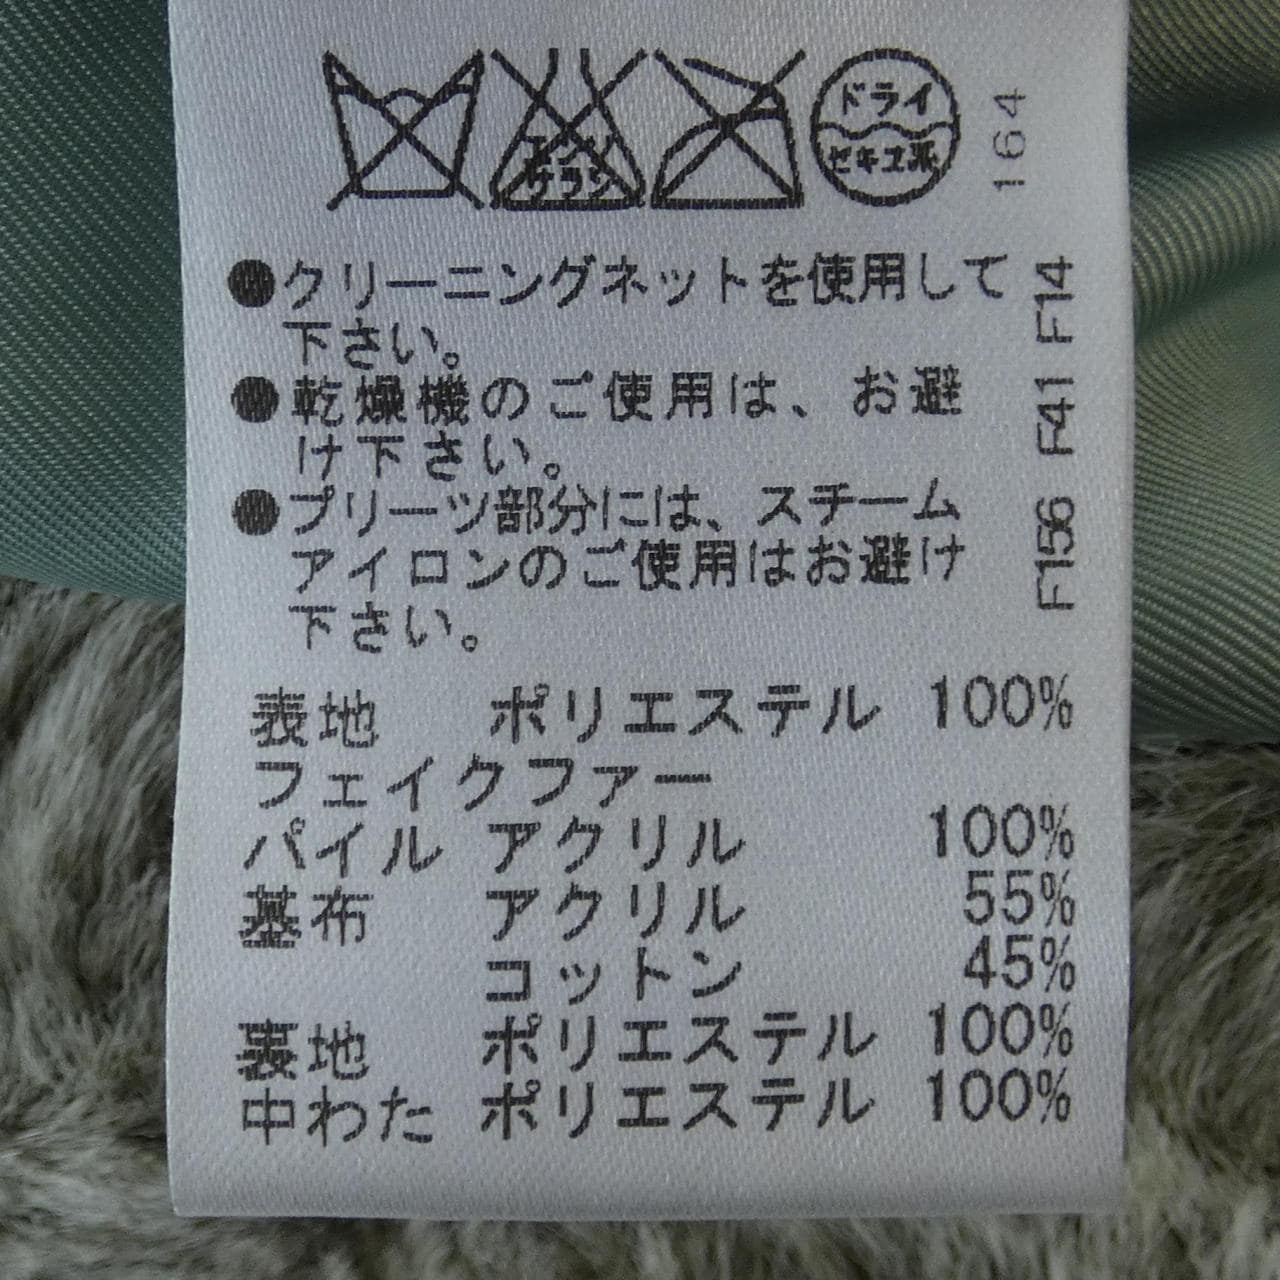 エンソ
サラシ
ドライ
セキユ系
164
●クリーニングネットを使用して
下さい。
●乾燥機のご使用は、お避
け下さい。
●プリーツ部分には、スチーム
アイロンのご使用はお避け
下さい。
F156 F41 F14
表地 ポリエステル 100%
フェイクファー
パイル アクリル 100%
基布 アクリル 55%
コットン 45%
裏地 ポリエステル 100%
中わた ポリエステル 100%